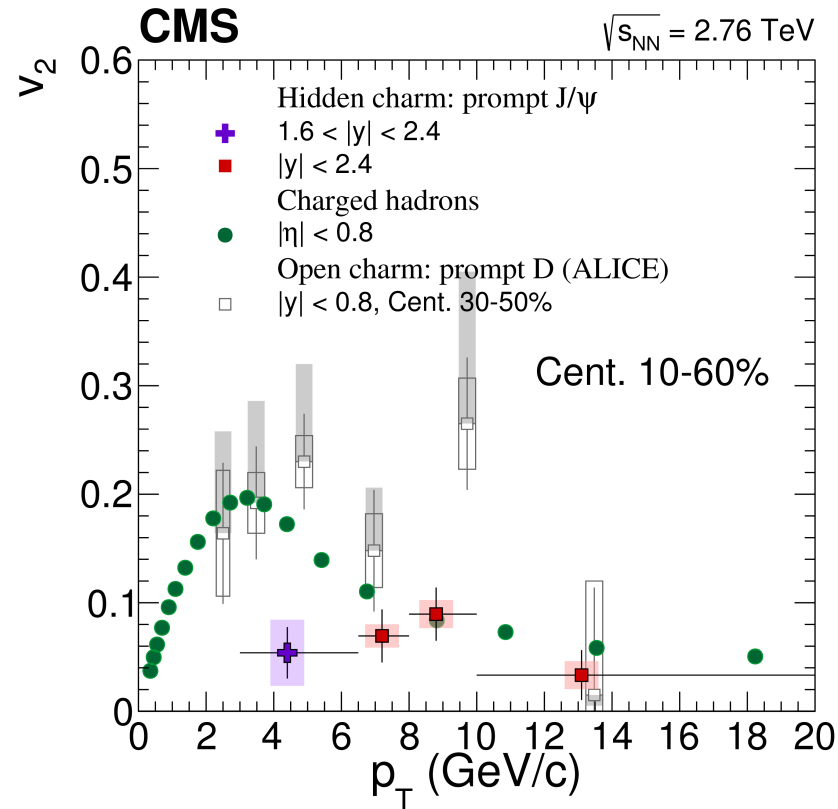 CMS
√s_NN = 2.76 TeV
v₂
0.6
0.5
0.4
0.3
0.2
0.1
0
Hidden charm: prompt J/ψ
1.6 < |y| < 2.4
|y| < 2.4
Charged hadrons
|η| < 0.8
Open charm: prompt D (ALICE)
|y| < 0.8, Cent. 30-50%
Cent. 10-60%
0 2 4 6 8 10 12 14 16 18 20
p_T (GeV/c)